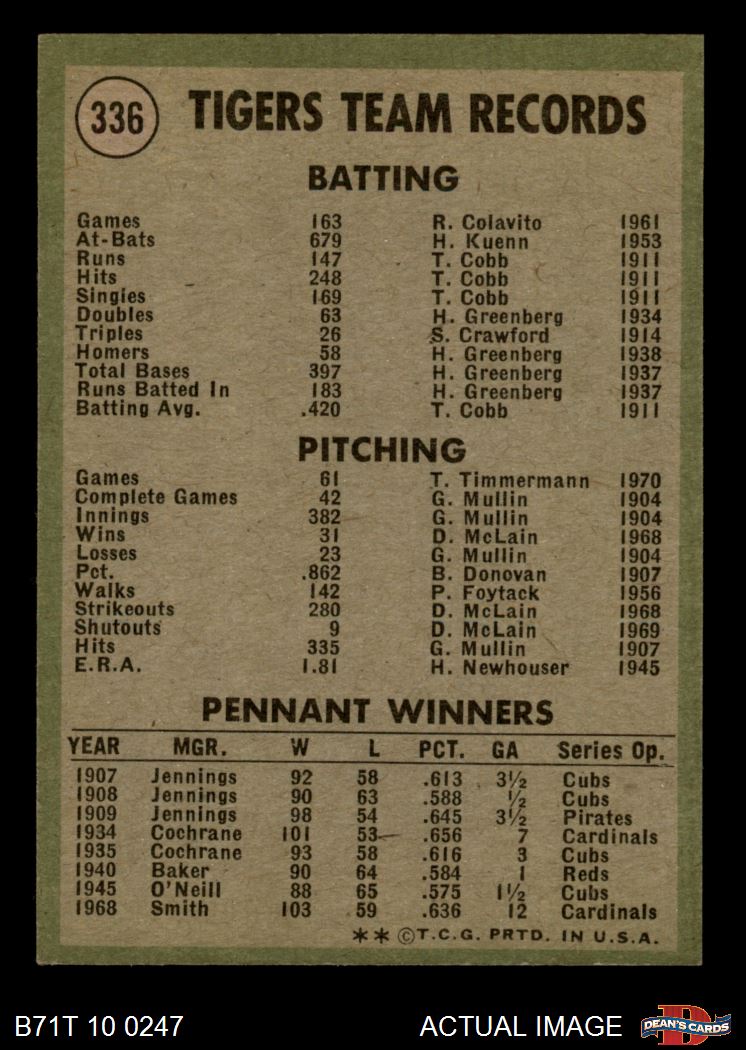 336 TIGERS TEAM RECORDS
BATTING
Games 163 R. Colavito 1961
At-Bats 679 H. Kuenn 1953
Runs 147 T. Cobb 1911
Hits 248 T. Cobb 1911
Singles 169 T. Cobb 1911
Doubles 63 H. Greenberg 1934
Triples 26 S. Crawford 1914
Homers 58 H. Greenberg 1938
Total Bases 397 H. Greenberg 1937
Runs Batted In 183 H. Greenberg 1937
Batting Avg. .420 T. Cobb 1911
PITCHING
Games 61 T. Timmermann 1970
Complete Games 42 G. Mullin 1904
Innings 382 G. Mullin 1904
Wins 31 D. McLain 1968
Losses 23 G. Mullin 1904
Pct. .862 B. Donovan 1907
Walks 142 P. Foytack 1956
Strikeouts 280 D. McLain 1968
Shutouts 9 D. McLain 1969
Hits 335 G. Mullin 1907
E.R.A. 1.81 H. Newhouser 1945
PENNANT WINNERS
YEAR MGR. W L PCT. GA Series Op.
1907 Jennings 92 58 .613 3½ Cubs
1908 Jennings 90 63 .588 ½ Cubs
1909 Jennings 98 54 .645 3½ Pirates
1934 Cochrane 101 53 .656 7 Cardinals
1935 Cochrane 93 58 .616 3 Cubs
1940 Baker 90 64 .584 1 Reds
1945 O'Neill 88 65 .575 1½ Cubs
1968 Smith 103 59 .636 12 Cardinals
** ©T.C.G. PRTD. IN U.S.A.
B71T 10 0247 ACTUAL IMAGE D DEAN'S CARDS